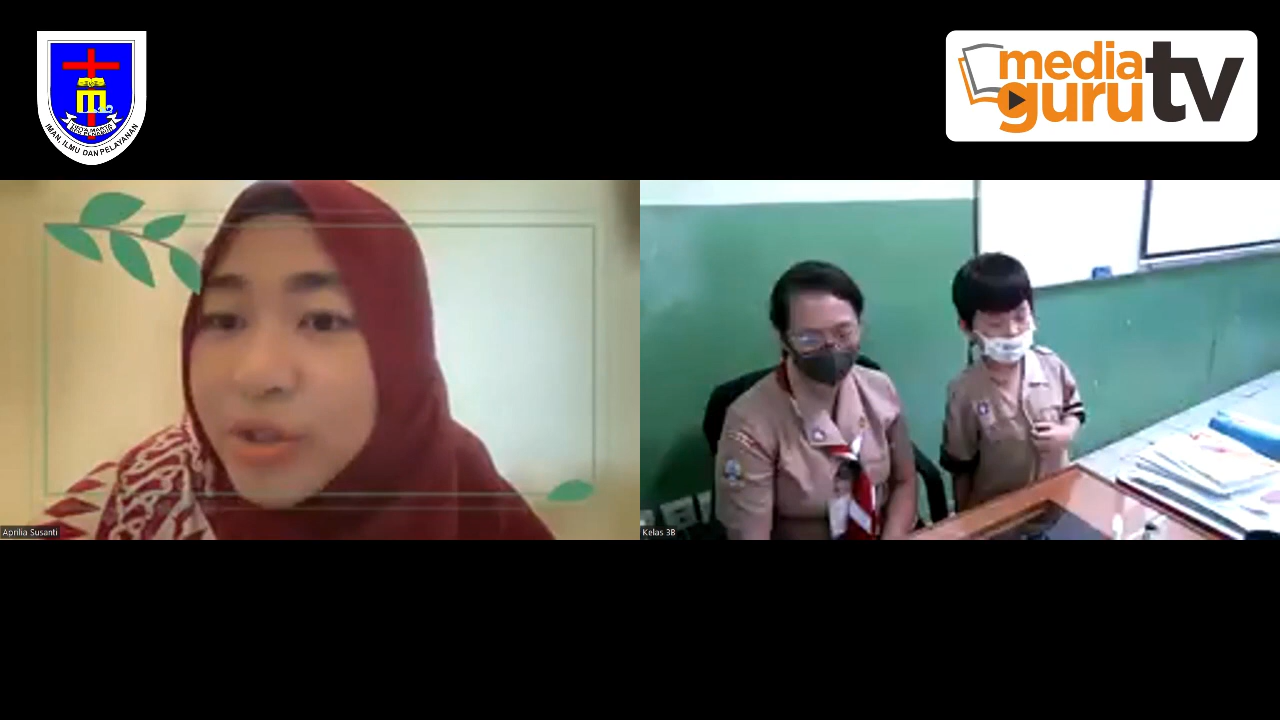 IMAN, ILMU DAN PELAYANAN
media
guru tv
Aprilia Susanti
Kelas 3B